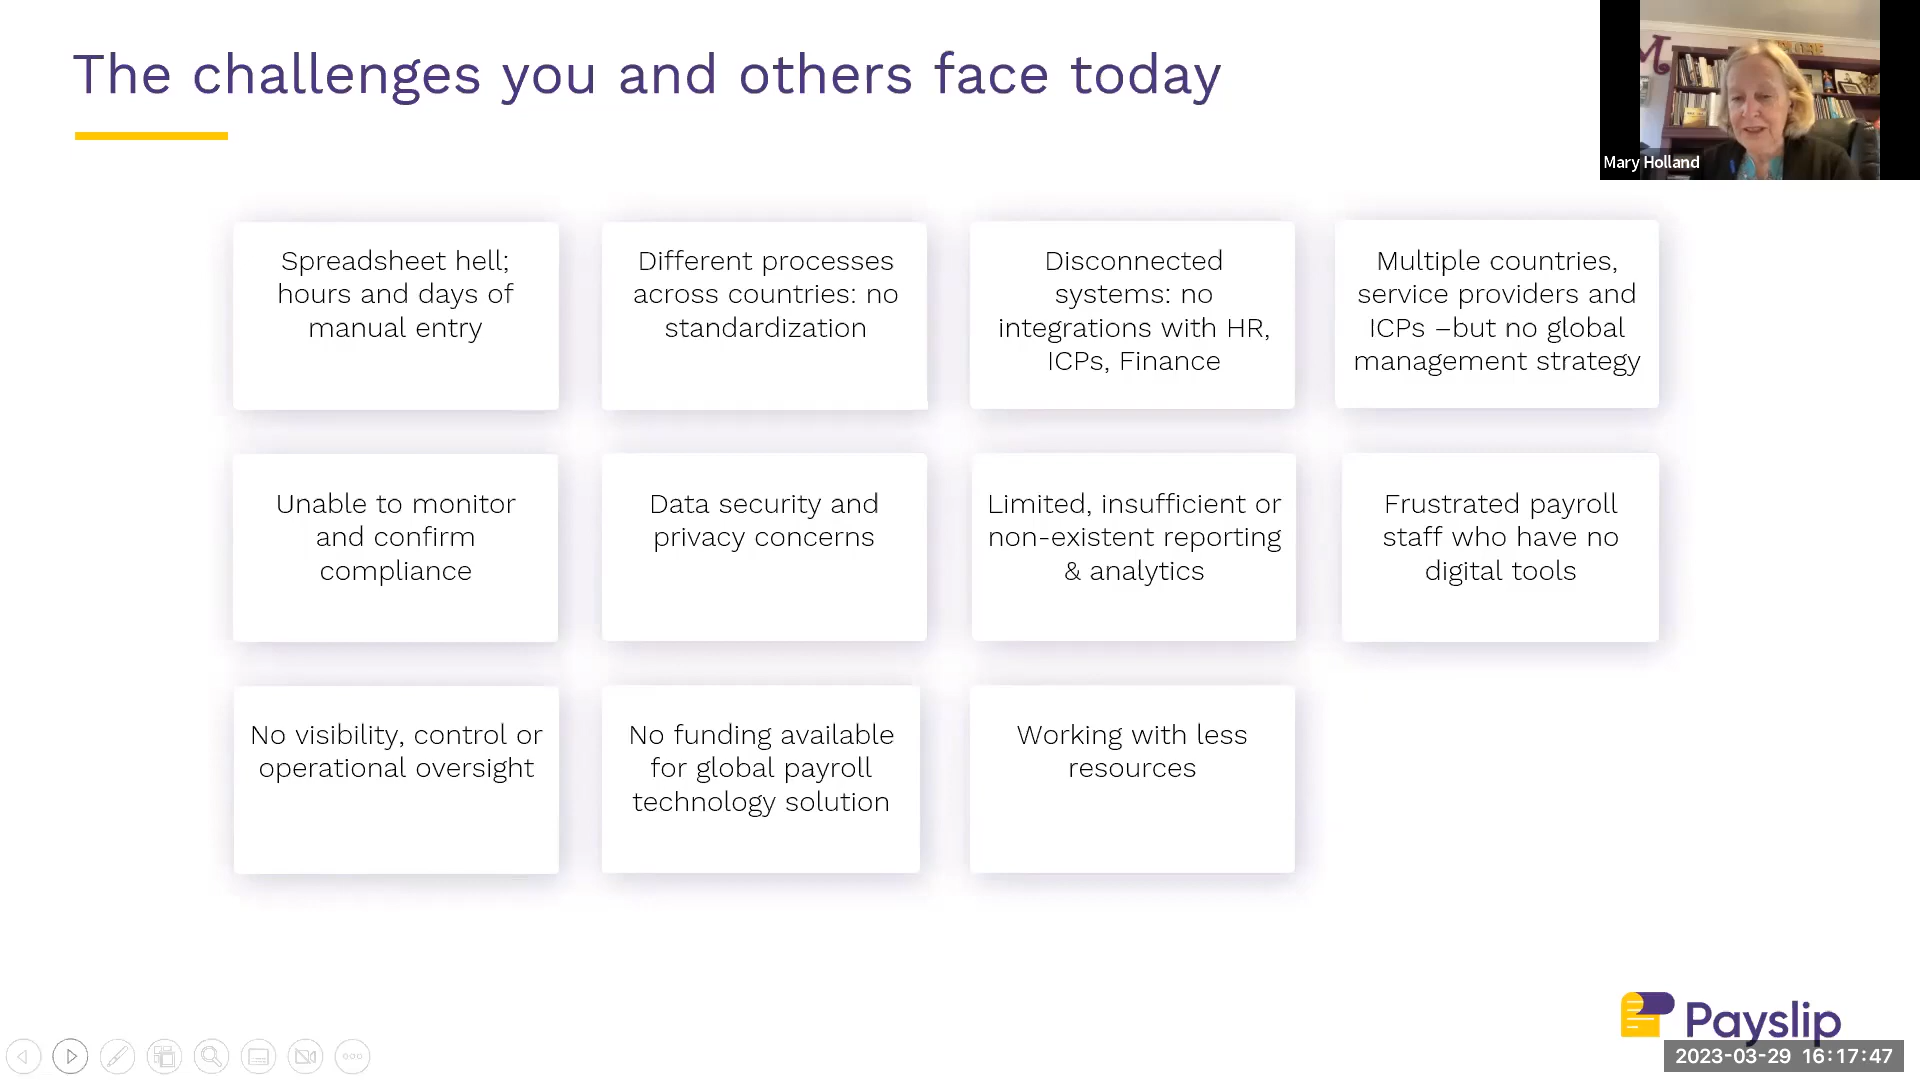 The challenges you and others face today
Mary Holland
Spreadsheet hell;
hours and days of
manual entry
Different processes
across countries: no
standardization
Disconnected
systems: no
integrations with HR,
ICPs, Finance
Multiple countries,
service providers and
ICPs –but no global
management strategy
Unable to monitor
and confirm
compliance
Data security and
privacy concerns
Limited, insufficient or
non-existent reporting
& analytics
Frustrated payroll
staff who have no
digital tools
No visibility, control or
operational oversight
No funding available
for global payroll
technology solution
Working with less
resources
Payslip
2023-03-29 16:17:47